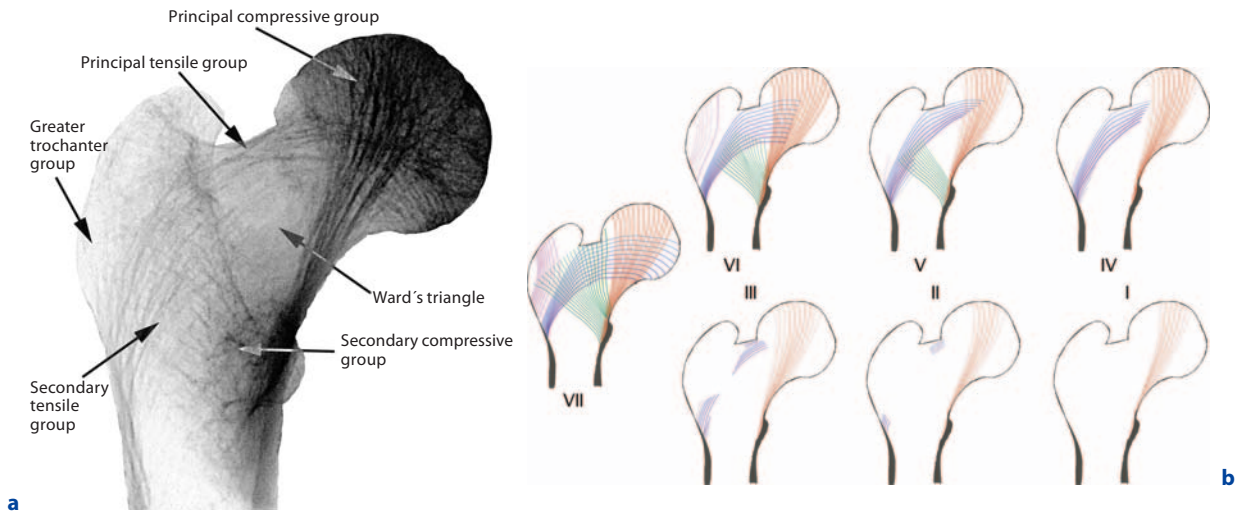 Principal compressive group
Principal tensile group
Greater
trochanter
group
Ward´s triangle
Secondary compressive
group
Secondary
tensile
group
a
VI
V
IV
VII
III
II
I
b